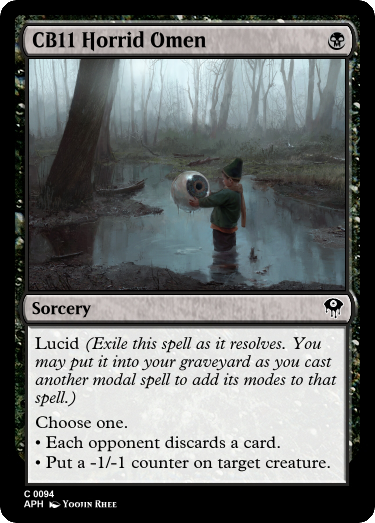 CB11 Horrid Omen
Sorcery
Lucid (Exile this spell as it resolves. You
may put it into your graveyard as you cast
another modal spell to add its modes to that
spell.)
Choose one.
• Each opponent discards a card.
• Put a -1/-1 counter on target creature.
C 0094
APH Yoojin Rhee